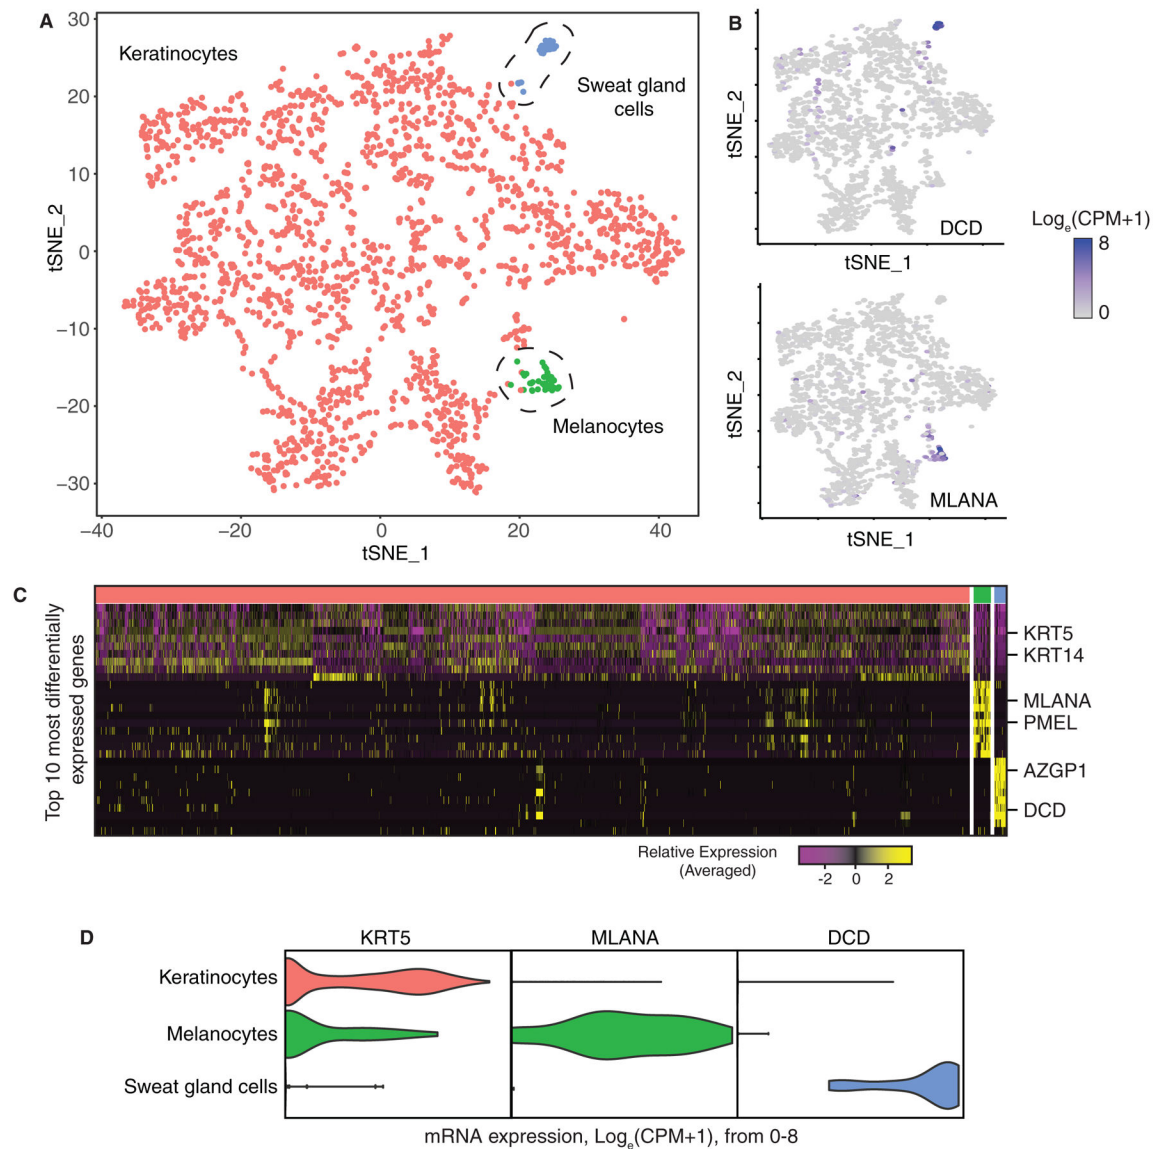 A
30
20
10
0
−10
−20
−30
−40
−20
0
20
40
tSNE_2
tSNE_1
Keratinocytes
Sweat gland
cells
Melanocytes
B
tSNE_2
DCD
tSNE_1
Logₑ(CPM+1)
8
0
tSNE_2
MLANA
tSNE_1
C
Top 10 most differentially
expressed genes
KRT5
KRT14
MLANA
PMEL
AZGP1
DCD
Relative Expression
(Averaged)
-2 0 2
D
KRT5 MLANA DCD
Keratinocytes
Melanocytes
Sweat gland cells
mRNA expression, Logₑ(CPM+1), from 0-8